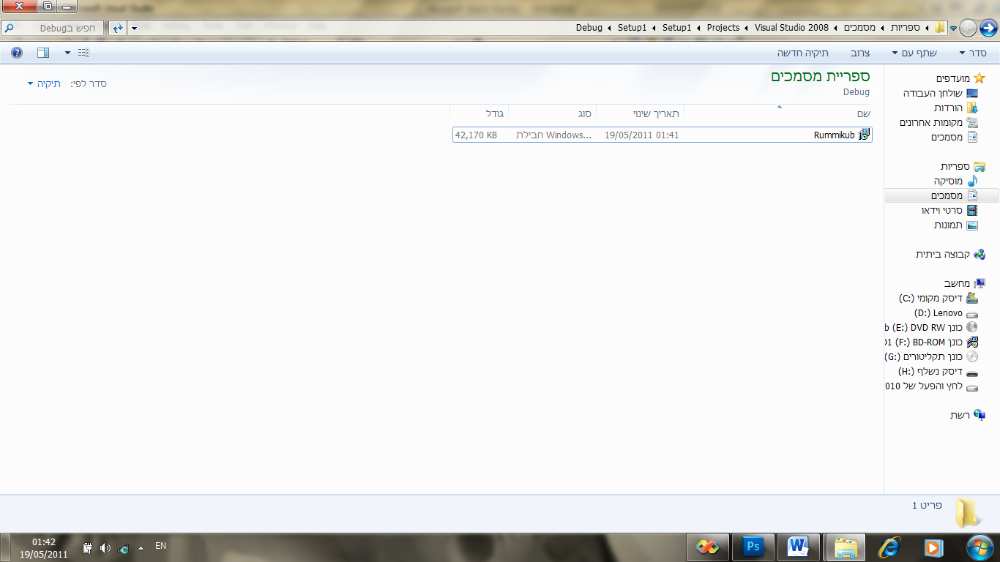 ספריות
מסמכים
Visual Studio 2008
Projects
Setup1
Setup1
Debug
חפש בDebug
סדר
שתף עם
צרוב
תיקיה חדשה
ספריית מסמכים
Debug
סדר לפי: תיקיה
שם
תאריך שינוי
סוג
גודל
Rummikub
19/05/2011 01:41
חבילת Windows...
42,170 KB
מועדפים
שולחן העבודה
הורדות
מקומות אחרונים
מסמכים
ספריות
מוסיקה
מסמכים
סרטי וידאו
תמונות
קבוצה ביתית
מחשב
דיסק מקומי (C:)
Lenovo (D:)
כונן DVD RW (E:)
כונן BD-ROM (F:)
כונן תקליטורים (G:)
דיסק נשלף (H:)
לחץ והפעל של 010
רשת
פריט 1
EN
01:42
19/05/2011
Ps